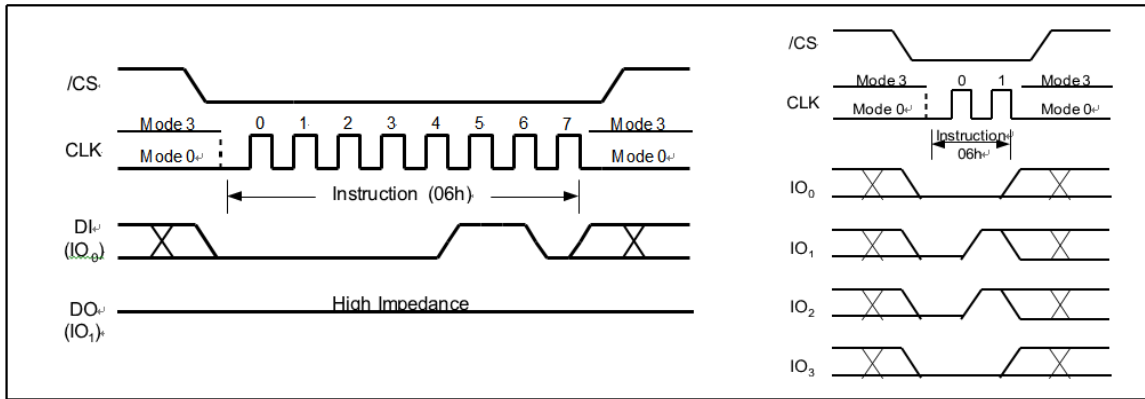 /CS
Mode 3
0 1 2 3 4 5 6 7
Mode 3
CLK
Mode 0
Mode 0
Instruction (06h)
DI
(IO0)
High Impedance
DO
(IO1)
/CS
Mode 3
0 1
Mode 3
CLK
Mode 0
Mode 0
Instruction
06h
IO0
IO1
IO2
IO3